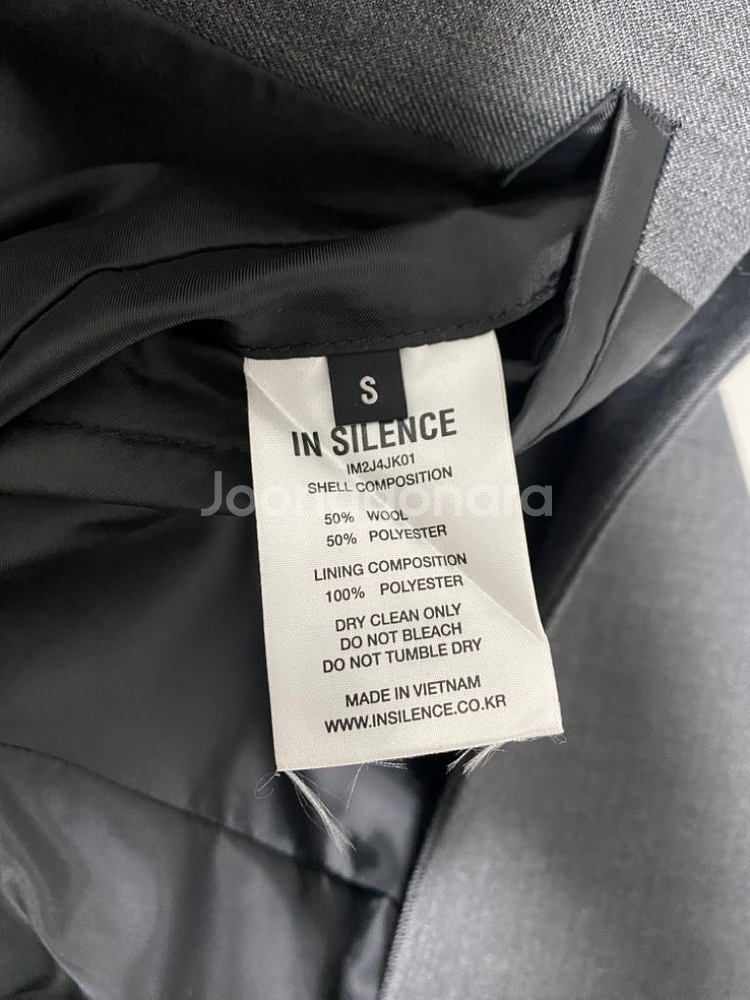 S
IN SILENCE
IM2J4JK01
SHELL COMPOSITION
50% WOOL
50% POLYESTER
LINING COMPOSITION
100% POLYESTER
DRY CLEAN ONLY
DO NOT BLEACH
DO NOT TUMBLE DRY
MADE IN VIETNAM
WWW.INSILENCE.CO.KR
Joonggonara